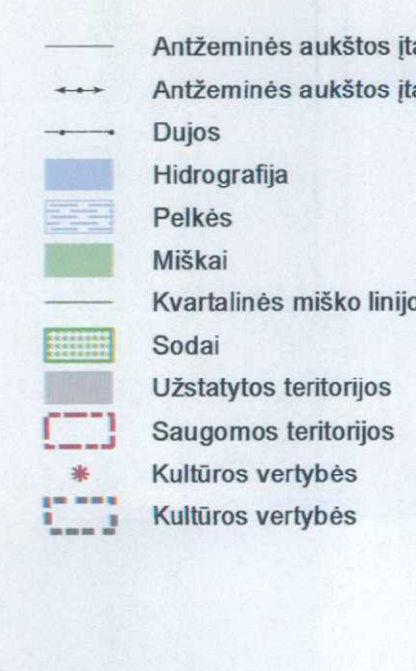 Antžeminės aukštos
Antžeminės aukštos
Dujos
Hidrografija
Pelkės
Miškai
Kvartalinės miško
Sodai
Užstatytos teritorijos
Saugomos teritorijos
Kultūros vertybės
Kultūros vertybės